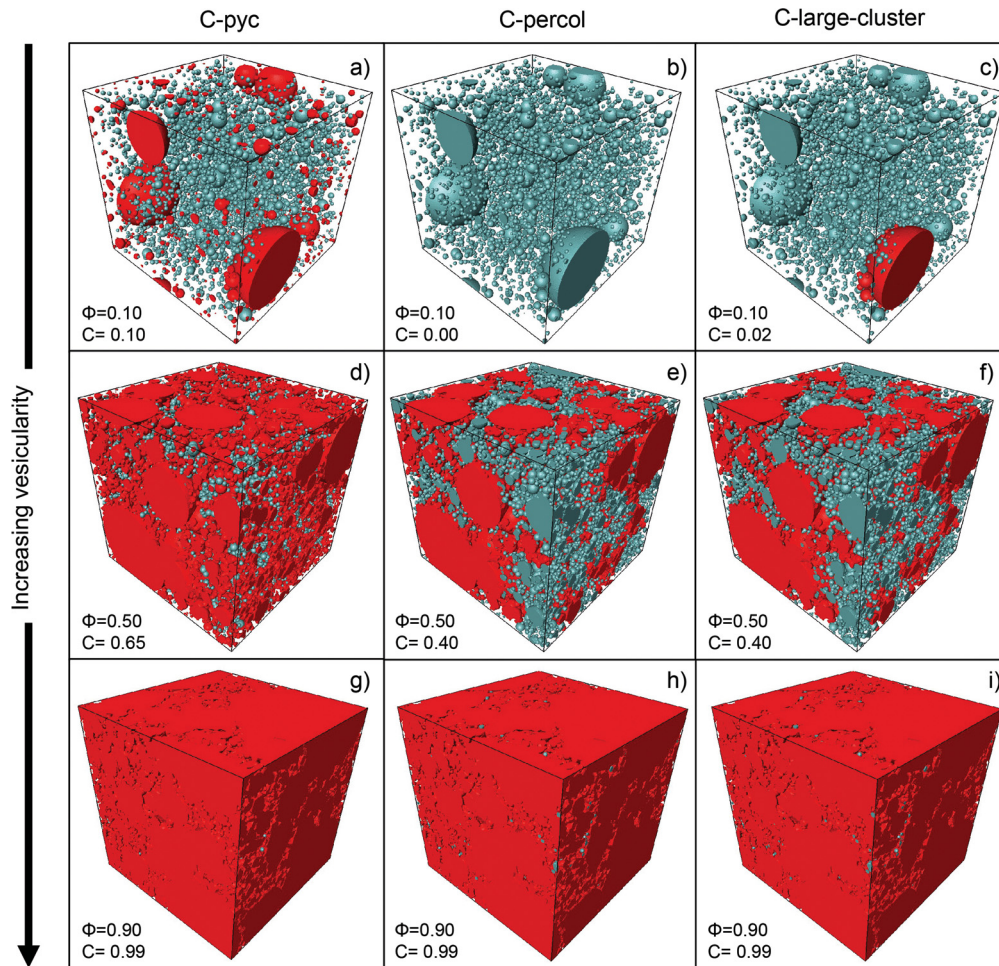 C-pyc
C-percol
C-large-cluster
Increasing vesicularity
a)
Φ=0.10
C= 0.10
b)
Φ=0.10
C= 0.00
c)
Φ=0.10
C= 0.02
d)
Φ=0.50
C= 0.65
e)
Φ=0.50
C= 0.40
f)
Φ=0.50
C= 0.40
g)
Φ=0.90
C= 0.99
h)
Φ=0.90
C= 0.99
i)
Φ=0.90
C= 0.99